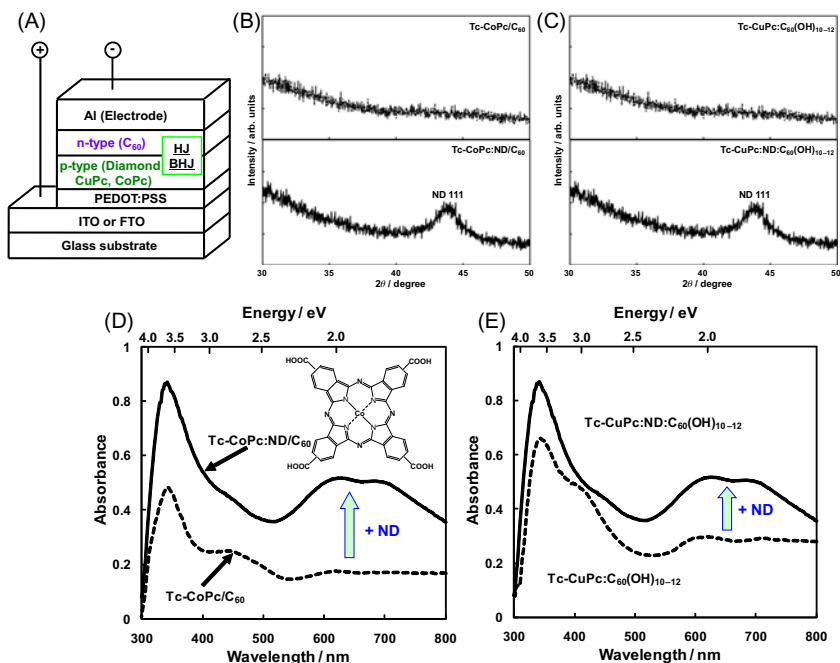 (A)
+
-
Al (Electrode)
n-type (C60)
HJ
BHJ
p-type (Diamond
CuPc, CoPc)
PEDOT:PSS
ITO or FTO
Glass substrate
(B)
Tc-CoPc/C60
Tc-CoPc:ND/C60
ND 111
Intensity / arb. units
30 35 40 45 50
2θ / degree
(C)
Tc-CuPc:C60(OH)10–12
Tc-CuPc:ND:C60(OH)10–12
ND 111
Intensity / arb. units
30 35 40 45 50
2θ / degree
(D)
Energy / eV
4.0 3.5 3.0 2.5 2.0
1
0.8
0.6
0.4
0.2
0
Absorbance
HOOC
COOH
N
N
N
N
Co
N
N
N
N
HOOC
COOH
Tc-CoPc:ND/C60
+ ND
Tc-CoPc/C60
300 400 500 600 700 800
Wavelength / nm
(E)
Energy / eV
4.0 3.5 3.0 2.5 2.0
1
0.8
0.6
0.4
0.2
0
Absorbance
Tc-CuPc:ND:C60(OH)10–12
+ ND
Tc-CuPc:C60(OH)10–12
300 400 500 600 700 800
Wavelength / nm